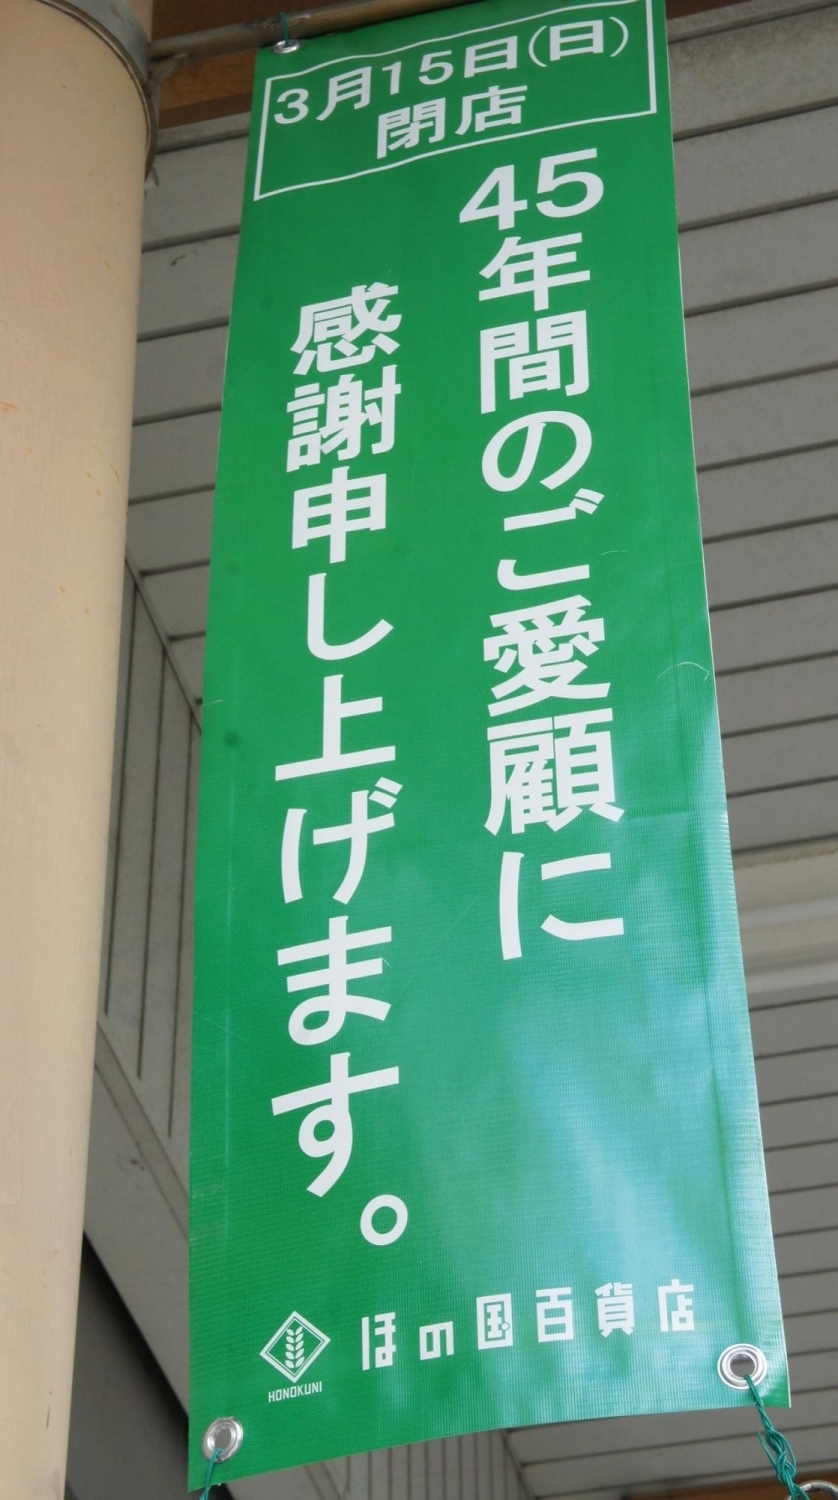 3月15日(日)
閉店
45年間のご愛顧に
感謝申し上げます。
HONOKUNI
ほの国百貨店